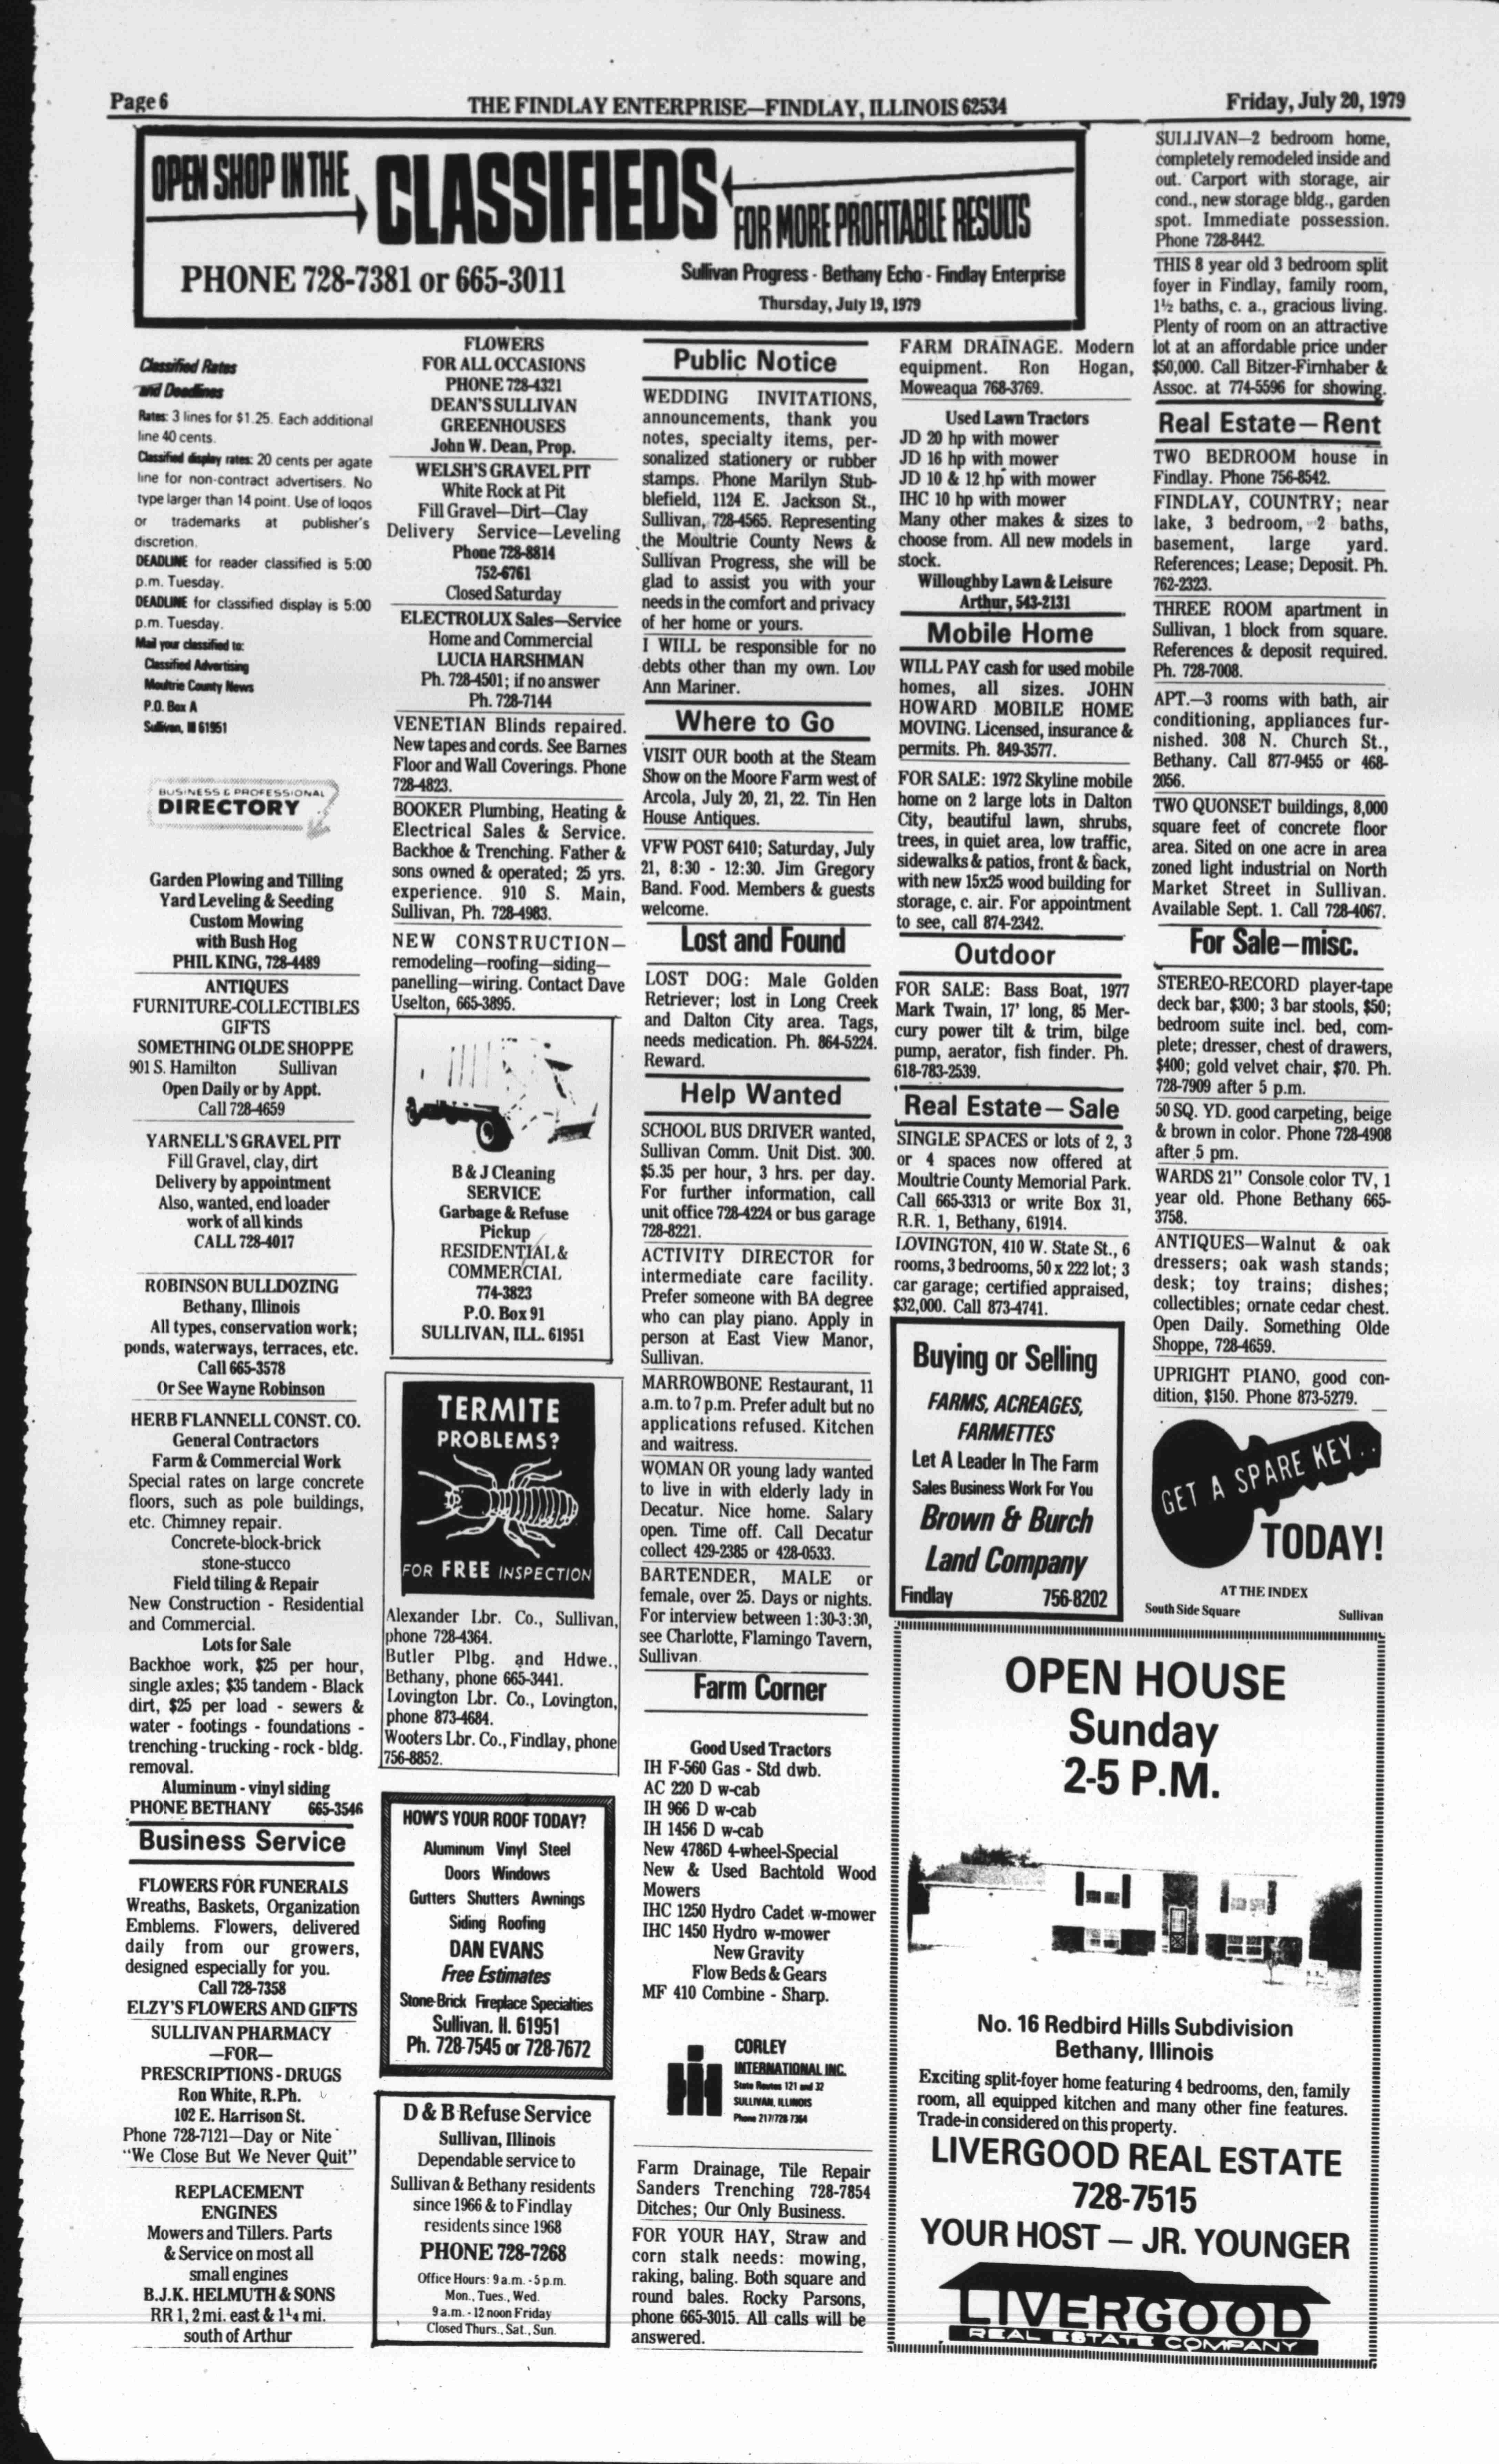 Page 6
THE FINDLAY ENTERPRISE—FINDLAY, ILLINOIS 62534
Friday, July 20, 1979
OPEN SHOP IN THE
CLASSIFIEDS
FOR MORE PROFITABLE RESULTS
PHONE 728-7381 or 665-3011
Sullivan Progress - Bethany Echo - Findlay Enterprise
Thursday, July 19, 1979
Classified Rates
and Deadlines
Rates: 3 lines for $1.25. Each additional
line 40 cents.
Classified display rates: 20 cents per agate
line for non-contract advertisers. No
type larger than 14 point. Use of logos
or trademarks at publisher's
discretion.
DEADLINE for reader classified is 5:00
p.m. Tuesday.
DEADLINE for classified display is 5:00
p.m. Tuesday.
Mail your classified to:
Classified Advertising
Moultrie County News
P.O. Box A
Sullivan, Ill 61951
BUSINESS & PROFESSIONAL
DIRECTORY
Garden Plowing and Tilling
Yard Leveling & Seeding
Custom Mowing
with Bush Hog
PHIL KING, 728-4489
ANTIQUES
FURNITURE-COLLECTIBLES
GIFTS
SOMETHING OLDE SHOPPE
901 S. Hamilton Sullivan
Open Daily or by Appt.
Call 728-4659
YARNELL'S GRAVEL PIT
Fill Gravel, clay, dirt
Delivery by appointment
Also, wanted, end loader
work of all kinds
CALL 728-4017
ROBINSON BULLDOZING
Bethany, Illinois
All types, conservation work;
ponds, waterways, terraces, etc.
Call 665-3578
Or See Wayne Robinson
HERB FLANNELL CONST. CO.
General Contractors
Farm & Commercial Work
Special rates on large concrete
floors, such as pole buildings,
etc. Chimney repair.
Concrete-block-brick
stone-stucco
Field tiling & Repair
New Construction - Residential
and Commercial.
Lots for Sale
Backhoe work, $25 per hour,
single axles; $35 tandem - Black
dirt, $25 per load - sewers &
water - footings - foundations -
trenching - trucking - rock - bldg.
removal.
Aluminum - vinyl siding
PHONE BETHANY 665-3546
Business Service
FLOWERS FOR FUNERALS
Wreaths, Baskets, Organization
Emblems. Flowers, delivered
daily from our growers,
designed especially for you.
Call 728-7358
ELZY'S FLOWERS AND GIFTS
SULLIVAN PHARMACY
—FOR—
PRESCRIPTIONS - DRUGS
Ron White, R.Ph.
102 E. Harrison St.
Phone 728-7121—Day or Nite
"We Close But We Never Quit"
REPLACEMENT
ENGINES
Mowers and Tillers. Parts
& Service on most all
small engines
B.J.K. HELMUTH & SONS
RR 1, 2 mi. east & 1¼ mi.
south of Arthur
FLOWERS
FOR ALL OCCASIONS
PHONE 728-4321
DEAN'S SULLIVAN
GREENHOUSES
John W. Dean, Prop.
WELSH'S GRAVEL PIT
White Rock at Pit
Fill Gravel—Dirt—Clay
Delivery Service—Leveling
Phone 728-8814
752-6761
Closed Saturday
ELECTROLUX Sales—Service
Home and Commercial
LUCIA HARSHMAN
Ph. 728-4501; if no answer
Ph. 728-7144
VENETIAN Blinds repaired.
New tapes and cords. See Barnes
Floor and Wall Coverings. Phone
728-4823.
BOOKER Plumbing, Heating &
Electrical Sales & Service.
Backhoe & Trenching. Father &
sons owned & operated; 25 yrs.
experience. 910 S. Main,
Sullivan, Ph. 728-4983.
NEW CONSTRUCTION—
remodeling—roofing—siding—
panelling—wiring. Contact Dave
Uselton, 665-3895.
B & J Cleaning
SERVICE
Garbage & Refuse
Pickup
RESIDENTIAL &
COMMERCIAL
774-3823
P.O. Box 91
SULLIVAN, ILL. 61951
TERMITE
PROBLEMS?
FOR FREE INSPECTION
Alexander Lbr. Co., Sullivan,
phone 728-4364.
Butler Plbg. and Hdwe.,
Bethany, phone 665-3441.
Lovington Lbr. Co., Lovington,
phone 873-4684.
Wooters Lbr. Co., Findlay, phone
756-8852.
HOW'S YOUR ROOF TODAY?
Aluminum Vinyl Steel
Doors Windows
Gutters Shutters Awnings
Siding Roofing
DAN EVANS
Free Estimates
Stone-Brick Fireplace Specialties
Sullivan, Il. 61951
Ph. 728-7545 or 728-7672
D & B Refuse Service
Sullivan, Illinois
Dependable service to
Sullivan & Bethany residents
since 1966 & to Findlay
residents since 1968
PHONE 728-7268
Office Hours: 9 a.m. - 5 p.m.
Mon., Tues., Wed.
9 a.m. - 12 noon Friday
Closed Thurs., Sat., Sun.
Public Notice
WEDDING INVITATIONS,
announcements, thank you
notes, specialty items, per-
sonalized stationery or rubber
stamps. Phone Marilyn Stub-
blefield, 1124 E. Jackson St.,
Sullivan, 728-4565. Representing
the Moultrie County News &
Sullivan Progress, she will be
glad to assist you with your
needs in the comfort and privacy
of her home or yours.
I WILL be responsible for no
debts other than my own. Lou
Ann Mariner.
Where to Go
VISIT OUR booth at the Steam
Show on the Moore Farm west of
Arcola, July 20, 21, 22. Tin Hen
House Antiques.
VFW POST 6410; Saturday, July
21, 8:30 - 12:30. Jim Gregory
Band. Food. Members & guests
welcome.
Lost and Found
LOST DOG: Male Golden
Retriever; lost in Long Creek
and Dalton City area. Tags,
needs medication. Ph. 864-5224.
Reward.
Help Wanted
SCHOOL BUS DRIVER wanted,
Sullivan Comm. Unit Dist. 300.
$5.35 per hour, 3 hrs. per day.
For further information, call
unit office 728-4224 or bus garage
728-8221.
ACTIVITY DIRECTOR for
intermediate care facility.
Prefer someone with BA degree
who can play piano. Apply in
person at East View Manor,
Sullivan.
MARROWBONE Restaurant, 11
a.m. to 7 p.m. Prefer adult but no
applications refused. Kitchen
and waitress.
WOMAN OR young lady wanted
to live in with elderly lady in
Decatur. Nice home. Salary
open. Time off. Call Decatur
collect 429-2385 or 428-0533.
BARTENDER, MALE or
female, over 25. Days or nights.
For interview between 1:30-3:30,
see Charlotte, Flamingo Tavern,
Sullivan.
Farm Corner
Good Used Tractors
IH F-560 Gas - Std dwb.
AC 220 D w-cab
IH 966 D w-cab
IH 1456 D w-cab
New 4786D 4-wheel-Special
New & Used Bachtold Wood
Mowers
IHC 1250 Hydro Cadet w-mower
IHC 1450 Hydro w-mower
New Gravity
Flow Beds & Gears
MF 410 Combine - Sharp.
CORLEY
INTERNATIONAL INC.
State Routes 121 and 32
SULLIVAN, ILLINOIS
Phone 217/728-7364
Farm Drainage, Tile Repair
Sanders Trenching 728-7854
Ditches; Our Only Business.
FOR YOUR HAY, Straw and
corn stalk needs: mowing,
raking, baling. Both square and
round bales. Rocky Parsons,
phone 665-3015. All calls will be
answered.
FARM DRAINAGE. Modern
equipment. Ron Hogan,
Moweaqua 768-3769.
Used Lawn Tractors
JD 20 hp with mower
JD 16 hp with mower
JD 10 & 12 hp with mower
IHC 10 hp with mower
Many other makes & sizes to
choose from. All new models in
stock.
Willoughby Lawn & Leisure
Arthur, 543-2131
Mobile Home
WILL PAY cash for used mobile
homes, all sizes. JOHN
HOWARD MOBILE HOME
MOVING. Licensed, insurance &
permits. Ph. 849-3577.
FOR SALE: 1972 Skyline mobile
home on 2 large lots in Dalton
City, beautiful lawn, shrubs,
trees, in quiet area, low traffic,
sidewalks & patios, front & back,
with new 15x25 wood building for
storage, c. air. For appointment
to see, call 874-2342.
Outdoor
FOR SALE: Bass Boat, 1977
Mark Twain, 17' long, 85 Mer-
cury power tilt & trim, bilge
pump, aerator, fish finder. Ph.
618-783-2539.
Real Estate—Sale
SINGLE SPACES or lots of 2, 3
or 4 spaces now offered at
Moultrie County Memorial Park.
Call 665-3313 or write Box 31,
R.R. 1, Bethany, 61914.
LOVINGTON, 410 W. State St., 6
rooms, 3 bedrooms, 50 x 222 lot; 3
car garage; certified appraised,
$32,000. Call 873-4741.
Buying or Selling
FARMS, ACREAGES,
FARMETTES
Let A Leader In The Farm
Sales Business Work For You
Brown & Burch
Land Company
Findlay 756-8202
SULLIVAN—2 bedroom home,
completely remodeled inside and
out. Carport with storage, air
cond., new storage bldg., garden
spot. Immediate possession.
Phone 728-8442.
THIS 8 year old 3 bedroom split
foyer in Findlay, family room,
1½ baths, c. a., gracious living.
Plenty of room on an attractive
lot at an affordable price under
$50,000. Call Bitzer-Firnhaber &
Assoc. at 774-5596 for showing.
Real Estate—Rent
TWO BEDROOM house in
Findlay. Phone 756-8542.
FINDLAY, COUNTRY; near
lake, 3 bedroom, 2 baths,
basement, large yard.
References; Lease; Deposit. Ph.
762-2323.
THREE ROOM apartment in
Sullivan, 1 block from square.
References & deposit required.
Ph. 728-7008.
APT.—3 rooms with bath, air
conditioning, appliances fur-
nished. 308 N. Church St.,
Bethany. Call 877-9455 or 468-
2056.
TWO QUONSET buildings, 8,000
square feet of concrete floor
area. Sited on one acre in area
zoned light industrial on North
Market Street in Sullivan.
Available Sept. 1. Call 728-4067.
For Sale—misc.
STEREO-RECORD player-tape
deck bar, $300; 3 bar stools, $50;
bedroom suite incl. bed, com-
plete; dresser, chest of drawers,
$400; gold velvet chair, $70. Ph.
728-7909 after 5 p.m.
50 SQ. YD. good carpeting, beige
& brown in color. Phone 728-4908
after 5 pm.
WARDS 21" Console color TV, 1
year old. Phone Bethany 665-
3758.
ANTIQUES—Walnut & oak
dressers; oak wash stands;
desk; toy trains; dishes;
collectibles; ornate cedar chest.
Open Daily. Something Olde
Shoppe, 728-4659.
UPRIGHT PIANO, good con-
dition, $150. Phone 873-5279.
GET A SPARE KEY..
TODAY!
AT THE INDEX
South Side Square Sullivan
OPEN HOUSE
Sunday
2-5 P.M.
No. 16 Redbird Hills Subdivision
Bethany, Illinois
Exciting split-foyer home featuring 4 bedrooms, den, family
room, all equipped kitchen and many other fine features.
Trade-in considered on this property.
LIVERGOOD REAL ESTATE
728-7515
YOUR HOST — JR. YOUNGER
LIVERGOOD
REAL ESTATE COMPANY